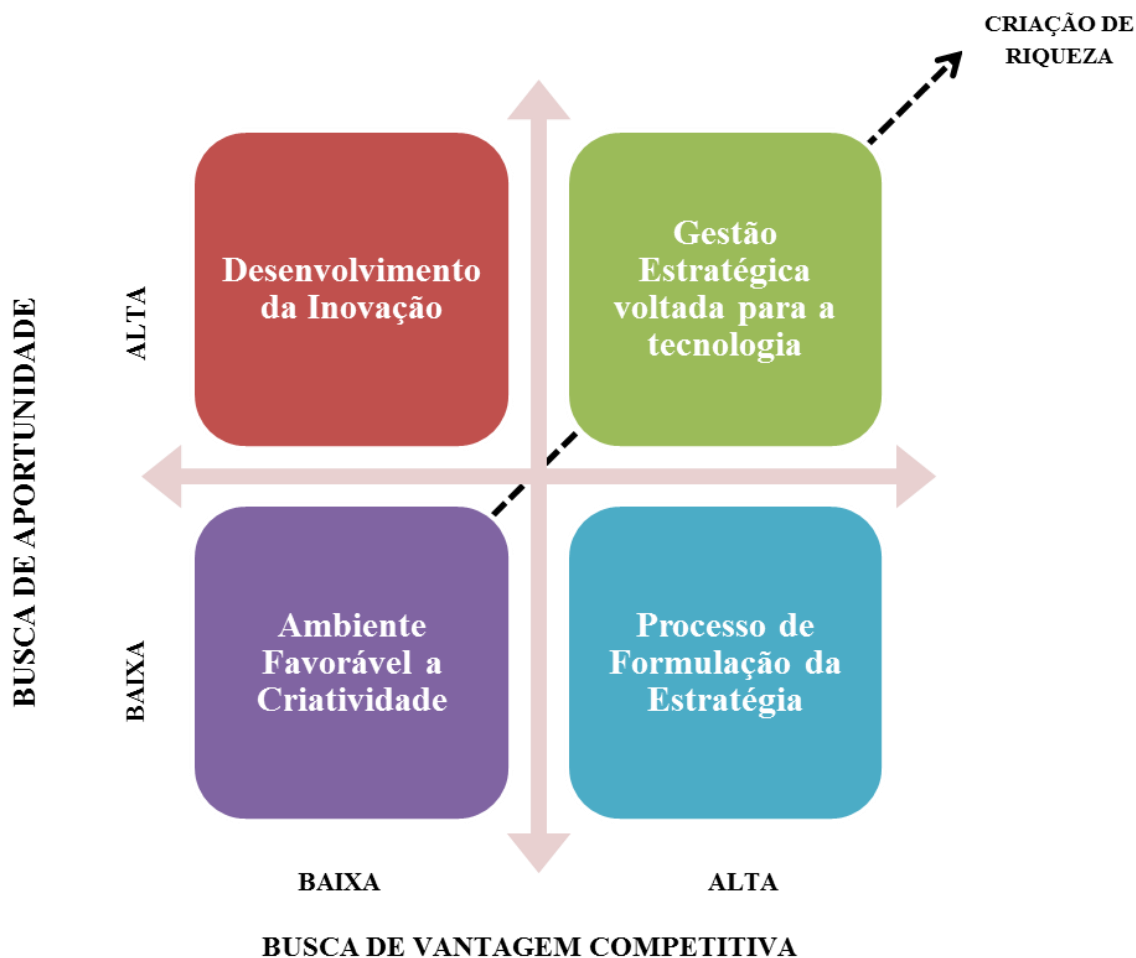 CRIAÇÃO DE
RIQUEZA
Desenvolvimento
da Inovação
Gestão
Estratégica
voltada para a
tecnologia
BUSCA DE APORTUNIDADE
ALTA
BAIXA
Ambiente
Favorável a
Criatividade
Processo de
Formulação da
Estratégia
BAIXA
ALTA
BUSCA DE VANTAGEM COMPETITIVA